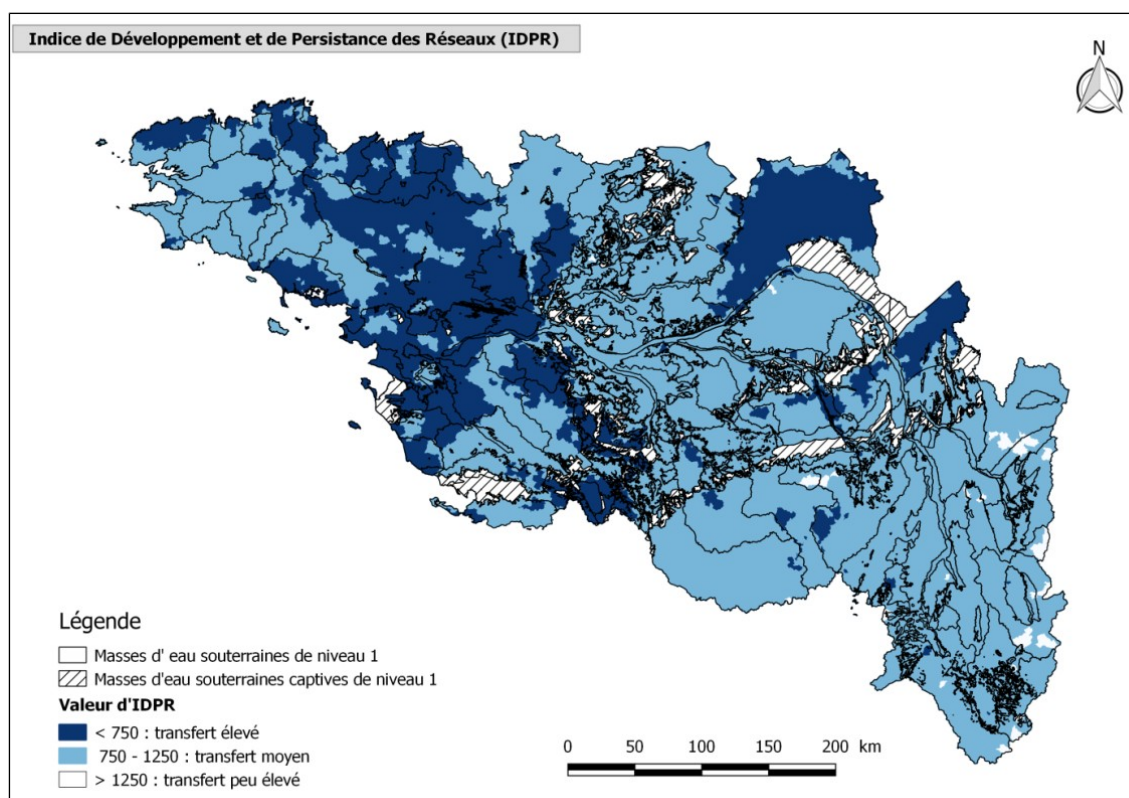 Indice de Développement et de Persistance des Réseaux (IDPR)
N
Légende
Masses d' eau souterraines de niveau 1
Masses d'eau souterraines captives de niveau 1
Valeur d'IDPR
< 750 : transfert élevé
750 - 1250 : transfert moyen
> 1250 : transfert peu élevé
0 50 100 150 200 km